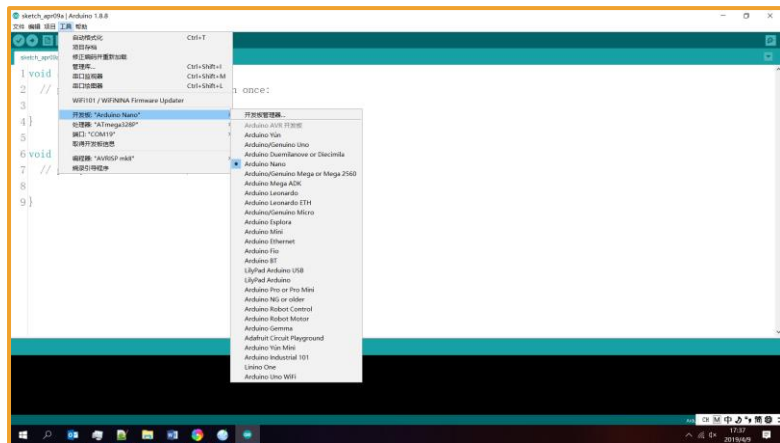 sketch_apr09a | Arduino 1.8.8
文件 编辑 项目 工具 帮助
自动格式化 Ctrl+T
项目存档
修正编码并重新加载
管理库... Ctrl+Shift+I
串口监视器 Ctrl+Shift+M
串口绘图器 Ctrl+Shift+L
WiFi101 / WiFiNINA Firmware Updater
开发板: "Arduino Nano"
处理器: "ATmega328P"
端口: "COM19"
取得开发板信息
编程器: "AVRISP mkII"
烧录引导程序
1 void
2 // n once:
3
4 }
5
6 void
7 //
8
9 }
开发板管理器...
Arduino AVR 开发板
Arduino Yún
Arduino/Genuino Uno
Arduino Duemilanove or Diecimila
Arduino Nano
Arduino/Genuino Mega or Mega 2560
Arduino Mega ADK
Arduino Leonardo
Arduino Leonardo ETH
Arduino/Genuino Micro
Arduino Esplora
Arduino Mini
Arduino Ethernet
Arduino Fio
Arduino BT
LilyPad Arduino USB
LilyPad Arduino
Arduino Pro or Pro Mini
Arduino NG or older
Arduino Robot Control
Arduino Robot Motor
Arduino Gemma
Adafruit Circuit Playground
Arduino Yún Mini
Arduino Industrial 101
Linino One
Arduino Uno WiFi
CH M 中 简
17:37
2019/4/9